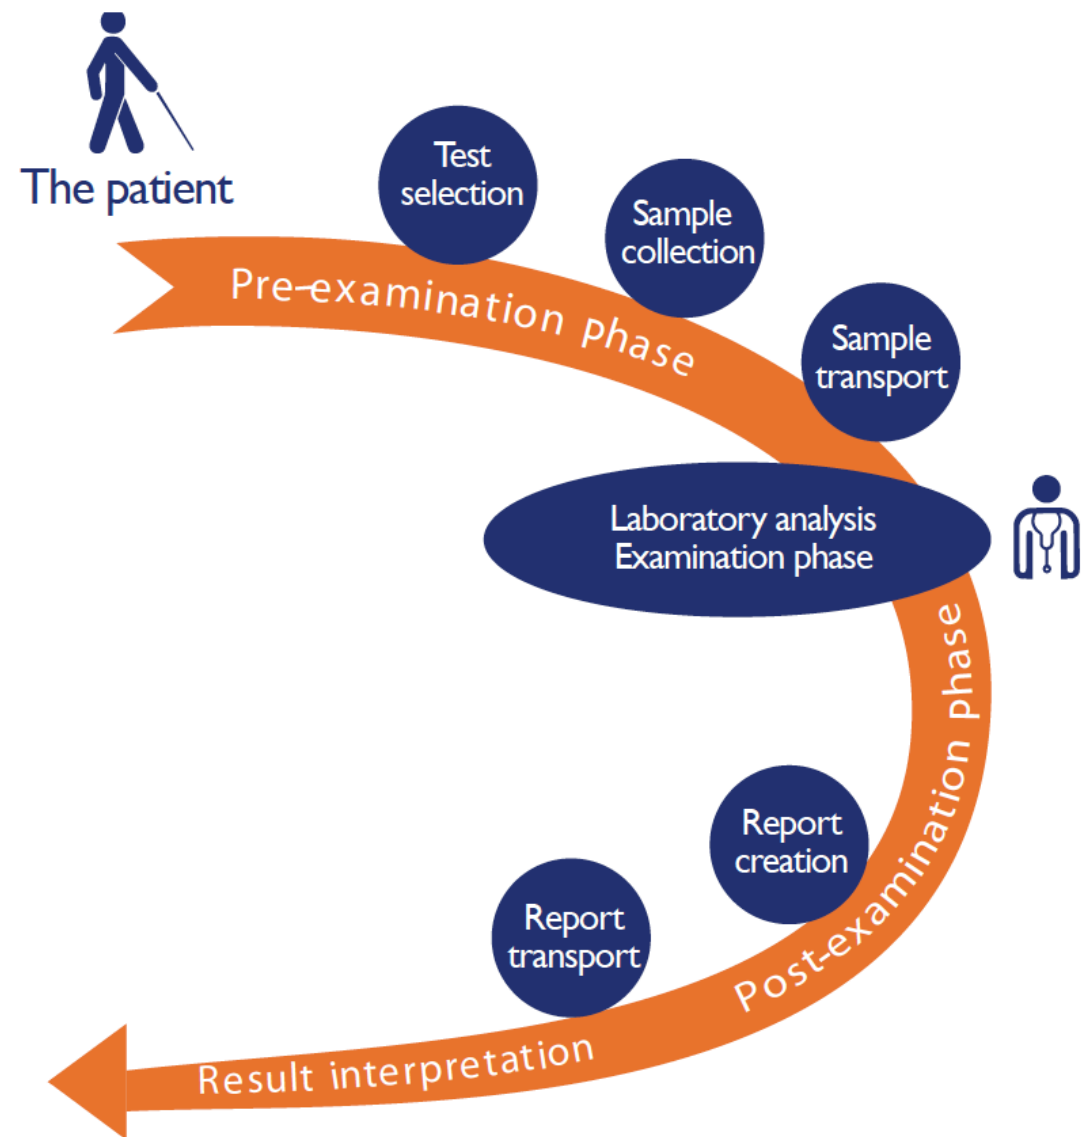 The patient
Test
selection
Sample
collection
Sample
transport
Pre-examination phase
Laboratory analysis
Examination phase
Post-examination phase
Report
creation
Report
transport
Result interpretation